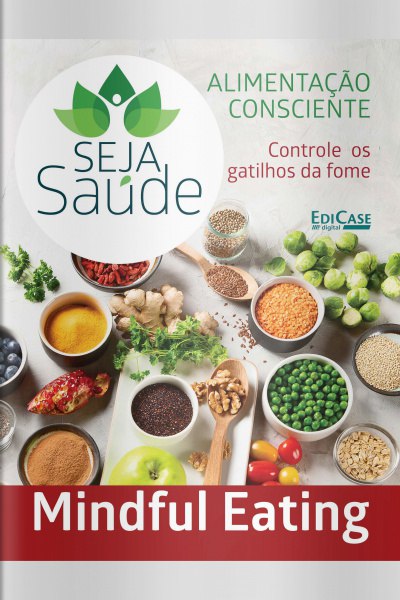 SEJA
Saúde
ALIMENTAÇÃO
CONSCIENTE
Controle os
gatilhos da fome
EDICASE
digital
Mindful Eating